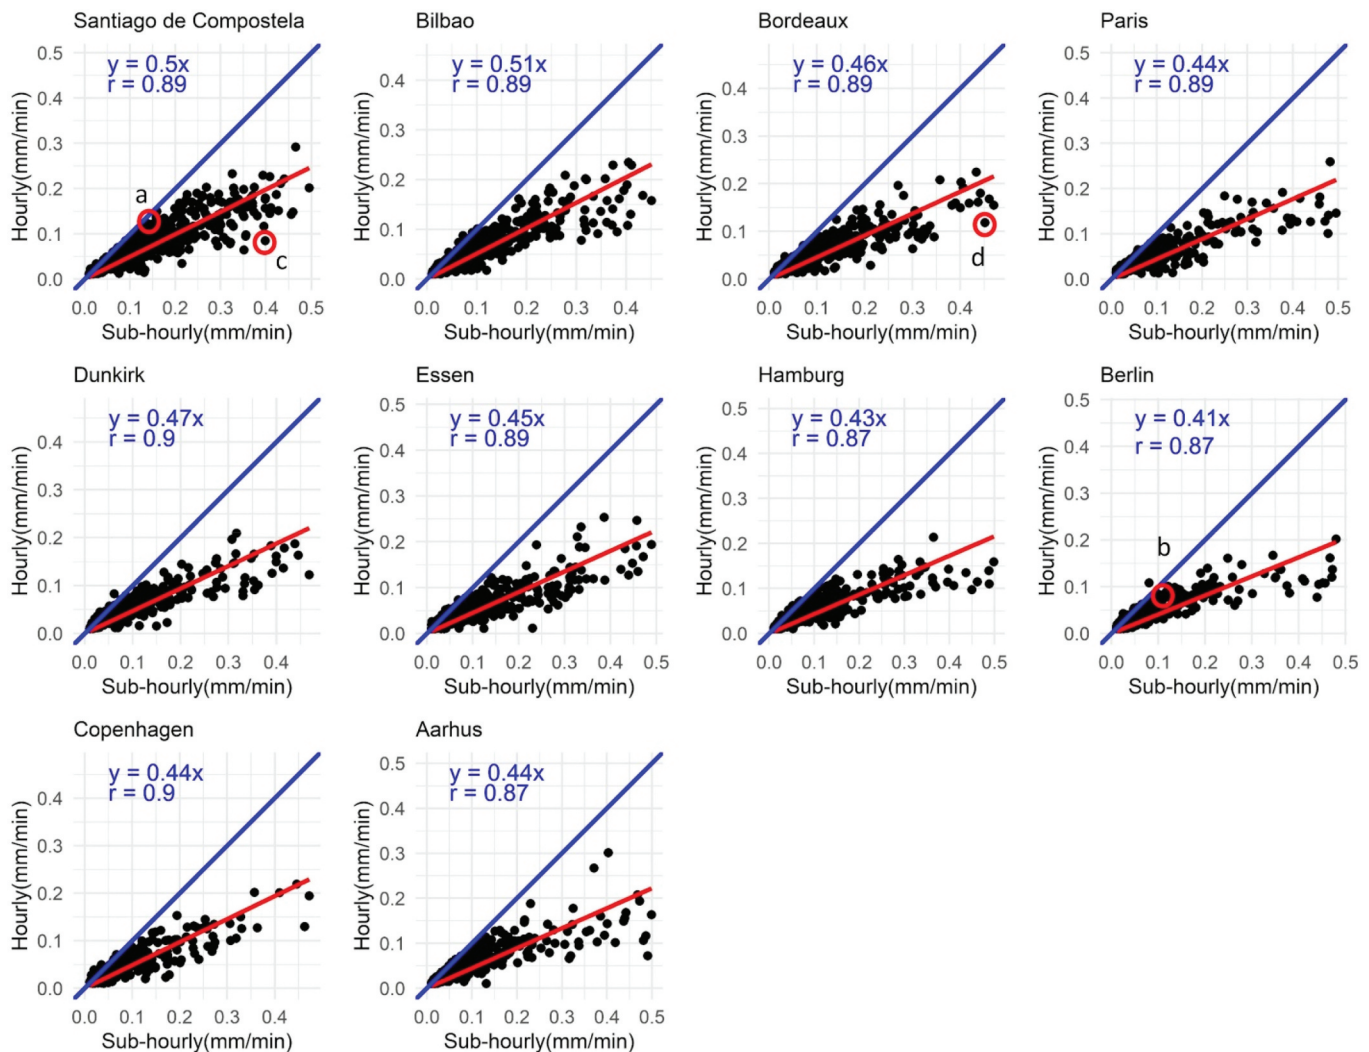 Santiago de Compostela
y = 0.5x
r = 0.89
0.5
0.4
0.3
0.2
0.1
0.0
Hourly(mm/min)
a
c
0.0 0.1 0.2 0.3 0.4 0.5
Sub-hourly(mm/min)
Bilbao
y = 0.51x
r = 0.89
0.4
0.3
0.2
0.1
0.0
Hourly(mm/min)
0.0 0.1 0.2 0.3 0.4
Sub-hourly(mm/min)
Bordeaux
y = 0.46x
r = 0.89
0.4
0.3
0.2
0.1
0.0
Hourly(mm/min)
d
0.0 0.1 0.2 0.3 0.4
Sub-hourly(mm/min)
Paris
y = 0.44x
r = 0.89
0.5
0.4
0.3
0.2
0.1
0.0
Hourly(mm/min)
0.0 0.1 0.2 0.3 0.4 0.5
Sub-hourly(mm/min)
Dunkirk
y = 0.47x
r = 0.9
0.4
0.3
0.2
0.1
0.0
Hourly(mm/min)
0.0 0.1 0.2 0.3 0.4
Sub-hourly(mm/min)
Essen
y = 0.45x
r = 0.89
0.5
0.4
0.3
0.2
0.1
0.0
Hourly(mm/min)
0.0 0.1 0.2 0.3 0.4 0.5
Sub-hourly(mm/min)
Hamburg
y = 0.43x
r = 0.87
0.5
0.4
0.3
0.2
0.1
0.0
Hourly(mm/min)
0.0 0.1 0.2 0.3 0.4 0.5
Sub-hourly(mm/min)
Berlin
y = 0.41x
r = 0.87
0.5
0.4
0.3
0.2
0.1
0.0
Hourly(mm/min)
b
0.0 0.1 0.2 0.3 0.4 0.5
Sub-hourly(mm/min)
Copenhagen
y = 0.44x
r = 0.9
0.4
0.3
0.2
0.1
0.0
Hourly(mm/min)
0.0 0.1 0.2 0.3 0.4
Sub-hourly(mm/min)
Aarhus
y = 0.44x
r = 0.87
0.5
0.4
0.3
0.2
0.1
0.0
Hourly(mm/min)
0.0 0.1 0.2 0.3 0.4 0.5
Sub-hourly(mm/min)